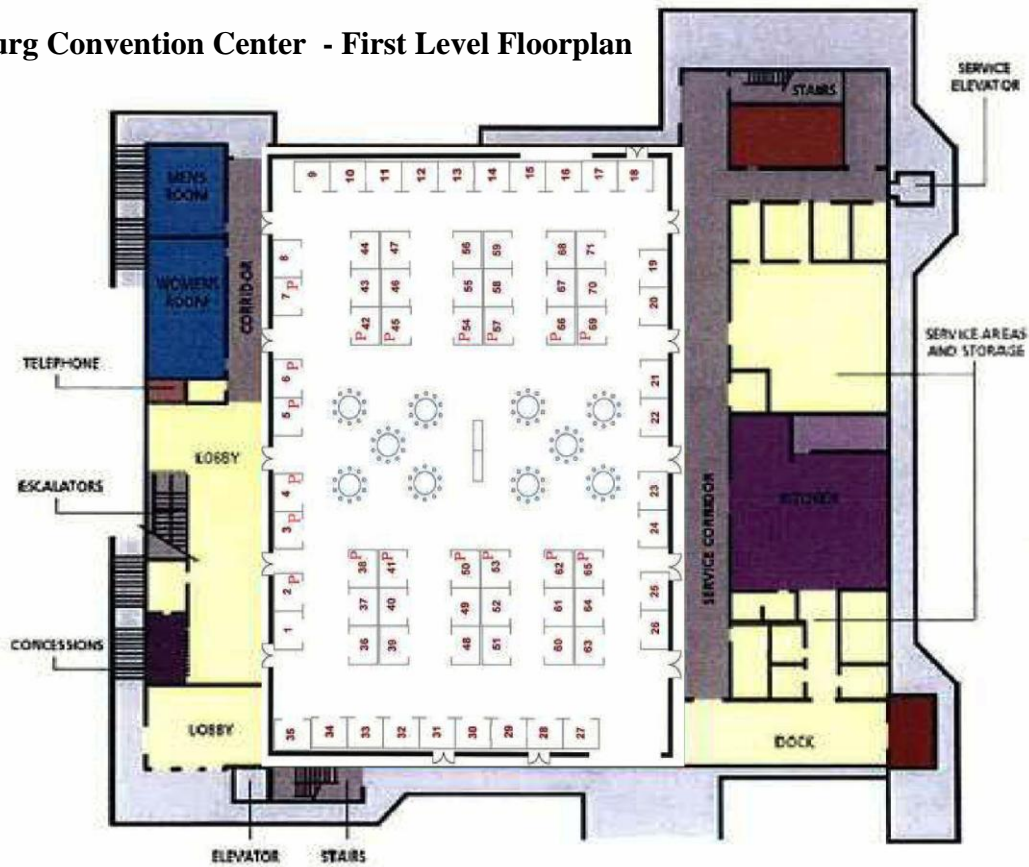 urg Convention Center - First Level Floorplan
SERVICE
ELEVATOR
STAIRS
MENS
ROOM
WOMENS
ROOM
CORRIDOR
TELEPHONE
LOBBY
ESCALATORS
CONCESSIONS
LOBBY
ELEVATOR
STAIRS
9 10 11 12 13 14 15 16 17 18
44 47 56 59 68 71
43 46 55 58 67 70
P 42 P 45 P 54 P 57 P 66 P 69
8
7 P
6 P
5 P
4 P
3 P
2 P
1
19
20
21
22
23
24
25
26
38 P 41 P 50 P 53 P 62 P 65 P
37 40 49 52 61 64
36 39 48 51 60 63
35 34 33 32 31 30 29 28 27
SERVICE CORRIDOR
SERVICE AREAS
AND STORAGE
KITCHEN
DOCK